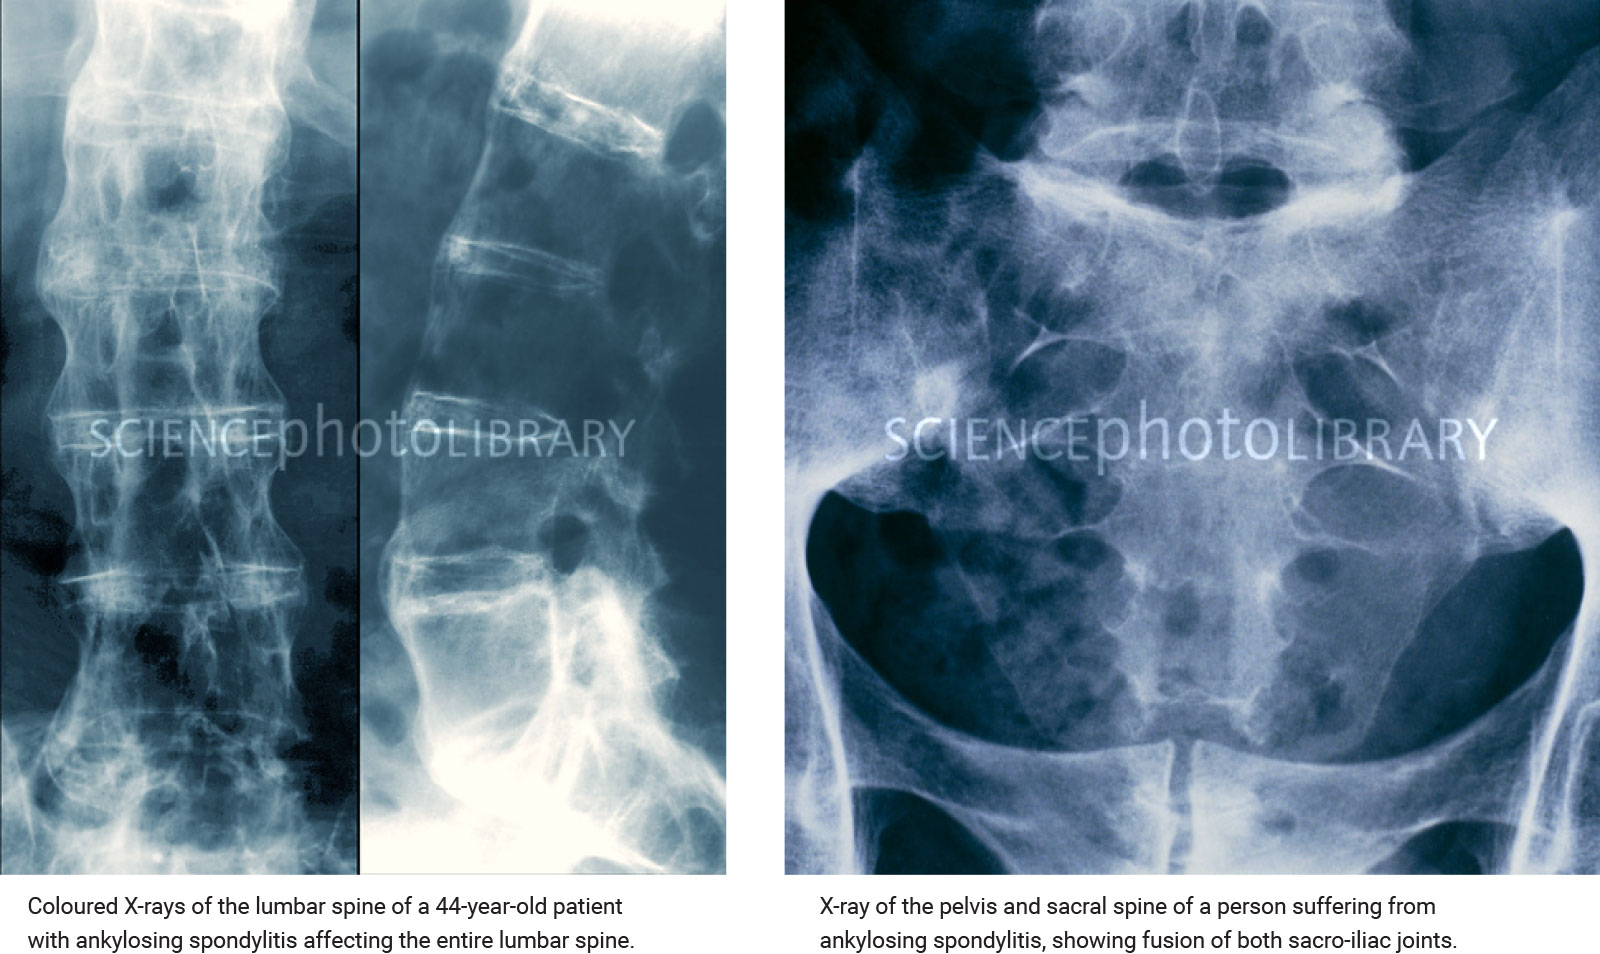 SCIENCEphotoLIBRARY
SCIENCEphotoLIBRARY
Coloured X-rays of the lumbar spine of a 44-year-old patient
with ankylosing spondylitis affecting the entire lumbar spine.
X-ray of the pelvis and sacral spine of a person suffering from
ankylosing spondylitis, showing fusion of both sacro-iliac joints.